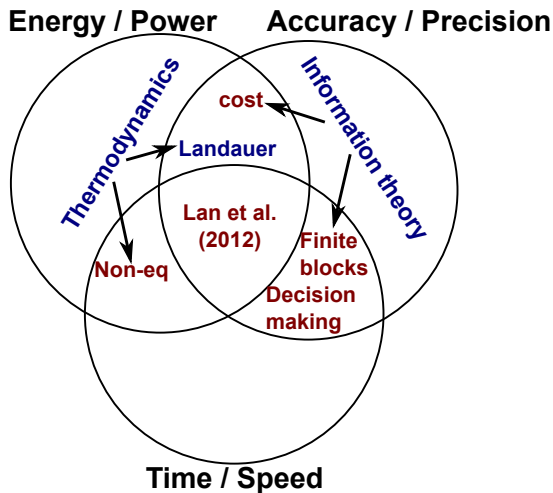 Energy / Power
Accuracy / Precision
Thermodynamics
cost
Information theory
Landauer
Lan et al.
(2012)
Non-eq
Finite
blocks
Decision
making
Time / Speed